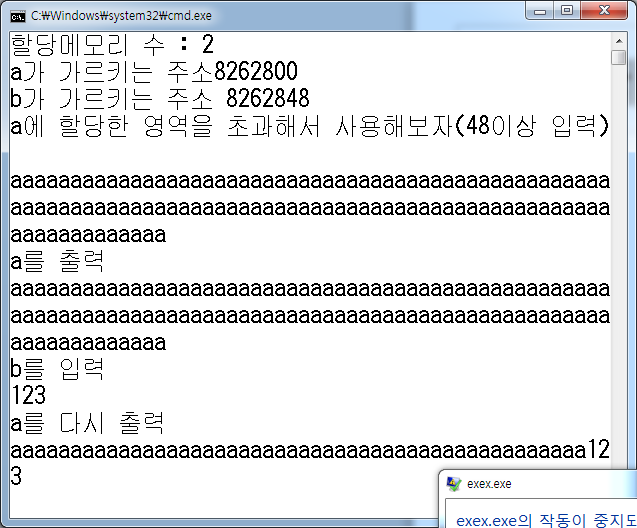 C:\Windows\system32\cmd.exe
할당메모리 수 : 2
a가 가르키는 주소8262800
b가 가르키는 주소 8262848
a에 할당한 영역을 초과해서 사용해보자(48이상 입력)
aaaaaaaaaaaaaaaaaaaaaaaaaaaaaaaaaaaaaaaaaaaaaaaaaa
aaaaaaaaaaaaaaaaaaaaaaaaaaaaaaaaaaaaaaaaaaaaaaaaaa
aaaaaaaaaaaaa
a를 출력
aaaaaaaaaaaaaaaaaaaaaaaaaaaaaaaaaaaaaaaaaaaaaaaaaa
aaaaaaaaaaaaaaaaaaaaaaaaaaaaaaaaaaaaaaaaaaaaaaaaaa
aaaaaaaaaaaaa
b를 입력
123
a를 다시 출력
aaaaaaaaaaaaaaaaaaaaaaaaaaaaaaaaaaaaaaaaaaaaaaaa12
3
exex.exe
exex.exe의 작동이